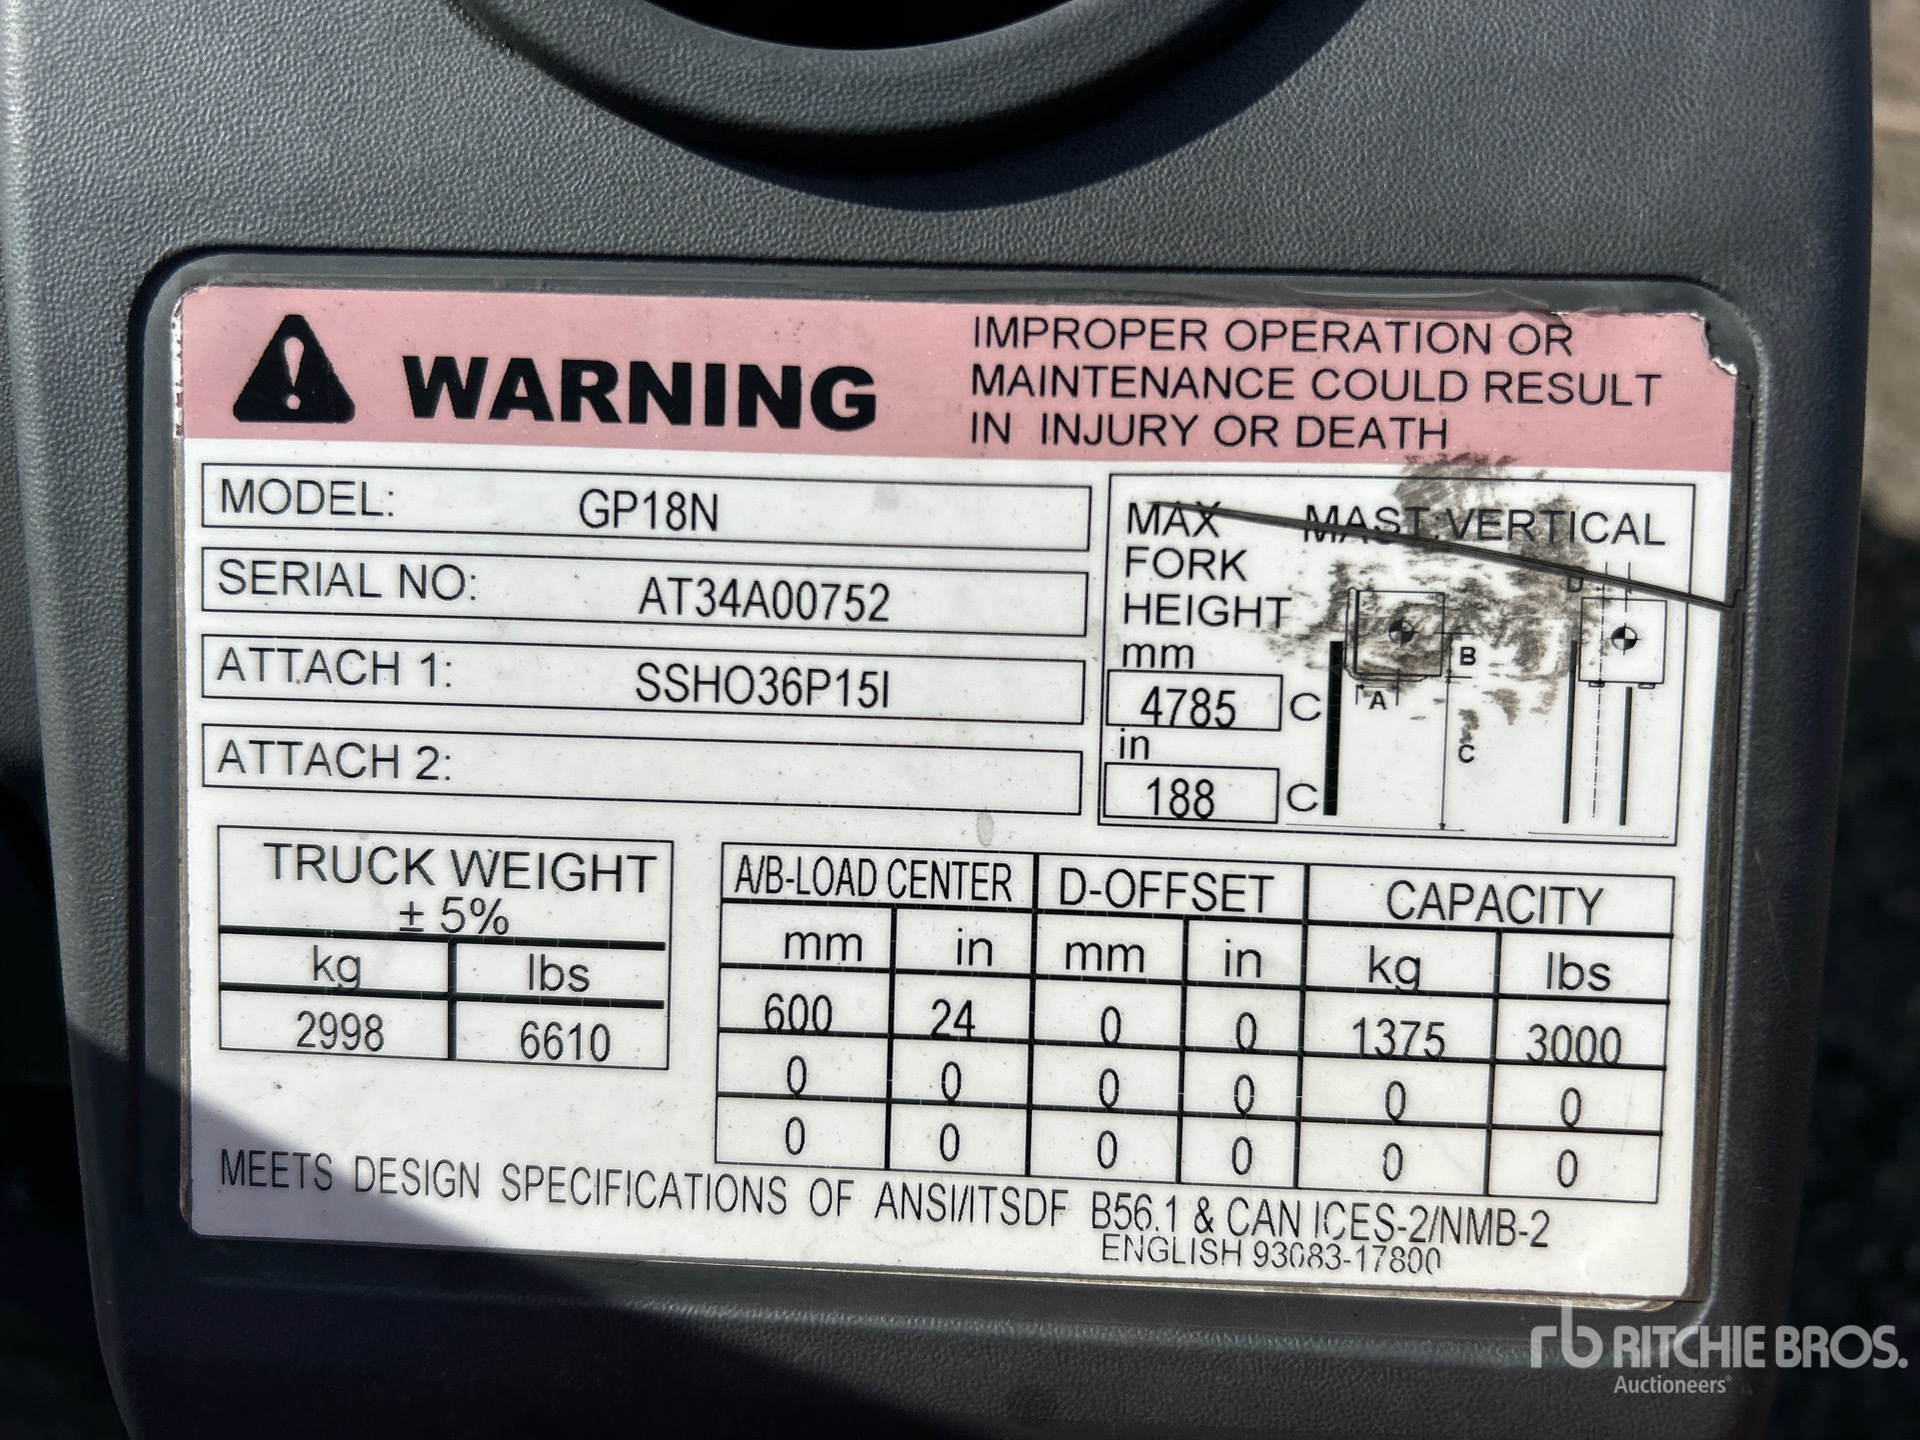 WARNING
IMPROPER OPERATION OR
MAINTENANCE COULD RESULT
IN INJURY OR DEATH
MODEL: GP18N
SERIAL NO: AT34A00752
ATTACH 1: SSHO36P15I
ATTACH 2:
MAX MAST:VERTICAL
FORK
HEIGHT
mm
4785 C
in
188 C
D
B
A
C
TRUCK WEIGHT
± 5%
kg lbs
2998 6610
A/B-LOAD CENTER D-OFFSET CAPACITY
mm in mm in kg lbs
600 24 0 0 1375 3000
0 0 0 0 0 0
0 0 0 0 0 0
MEETS DESIGN SPECIFICATIONS OF ANSI/ITSDF B56.1 & CAN ICES-2/NMB-2
ENGLISH 93083-17800
rb RITCHIE BROS.
Auctioneers